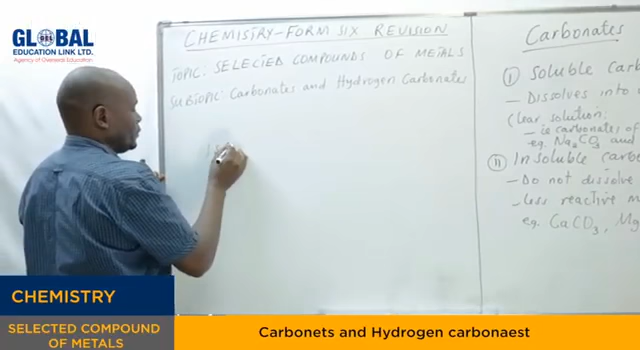 GLOBAL
GEL
EDUCATION LINK LTD.
Agency of Overseas Education
CHEMISTRY-FORM SIX REVISION
TOPIC: SELECTED COMPOUNDS OF METALS
SUBTOPIC: Carbonates and Hydrogen Carbonates
Carbonates
(i) Soluble Carb
- Dissolves into
Clear solution:
- is carbonates of
eg. Na2CO3 and
(ii) Insoluble carbo
- Do not dissolve
- less reactive m
eg. CaCO3, Mg
CHEMISTRY
SELECTED COMPOUND
OF METALS
Carbonets and Hydrogen carbonaest